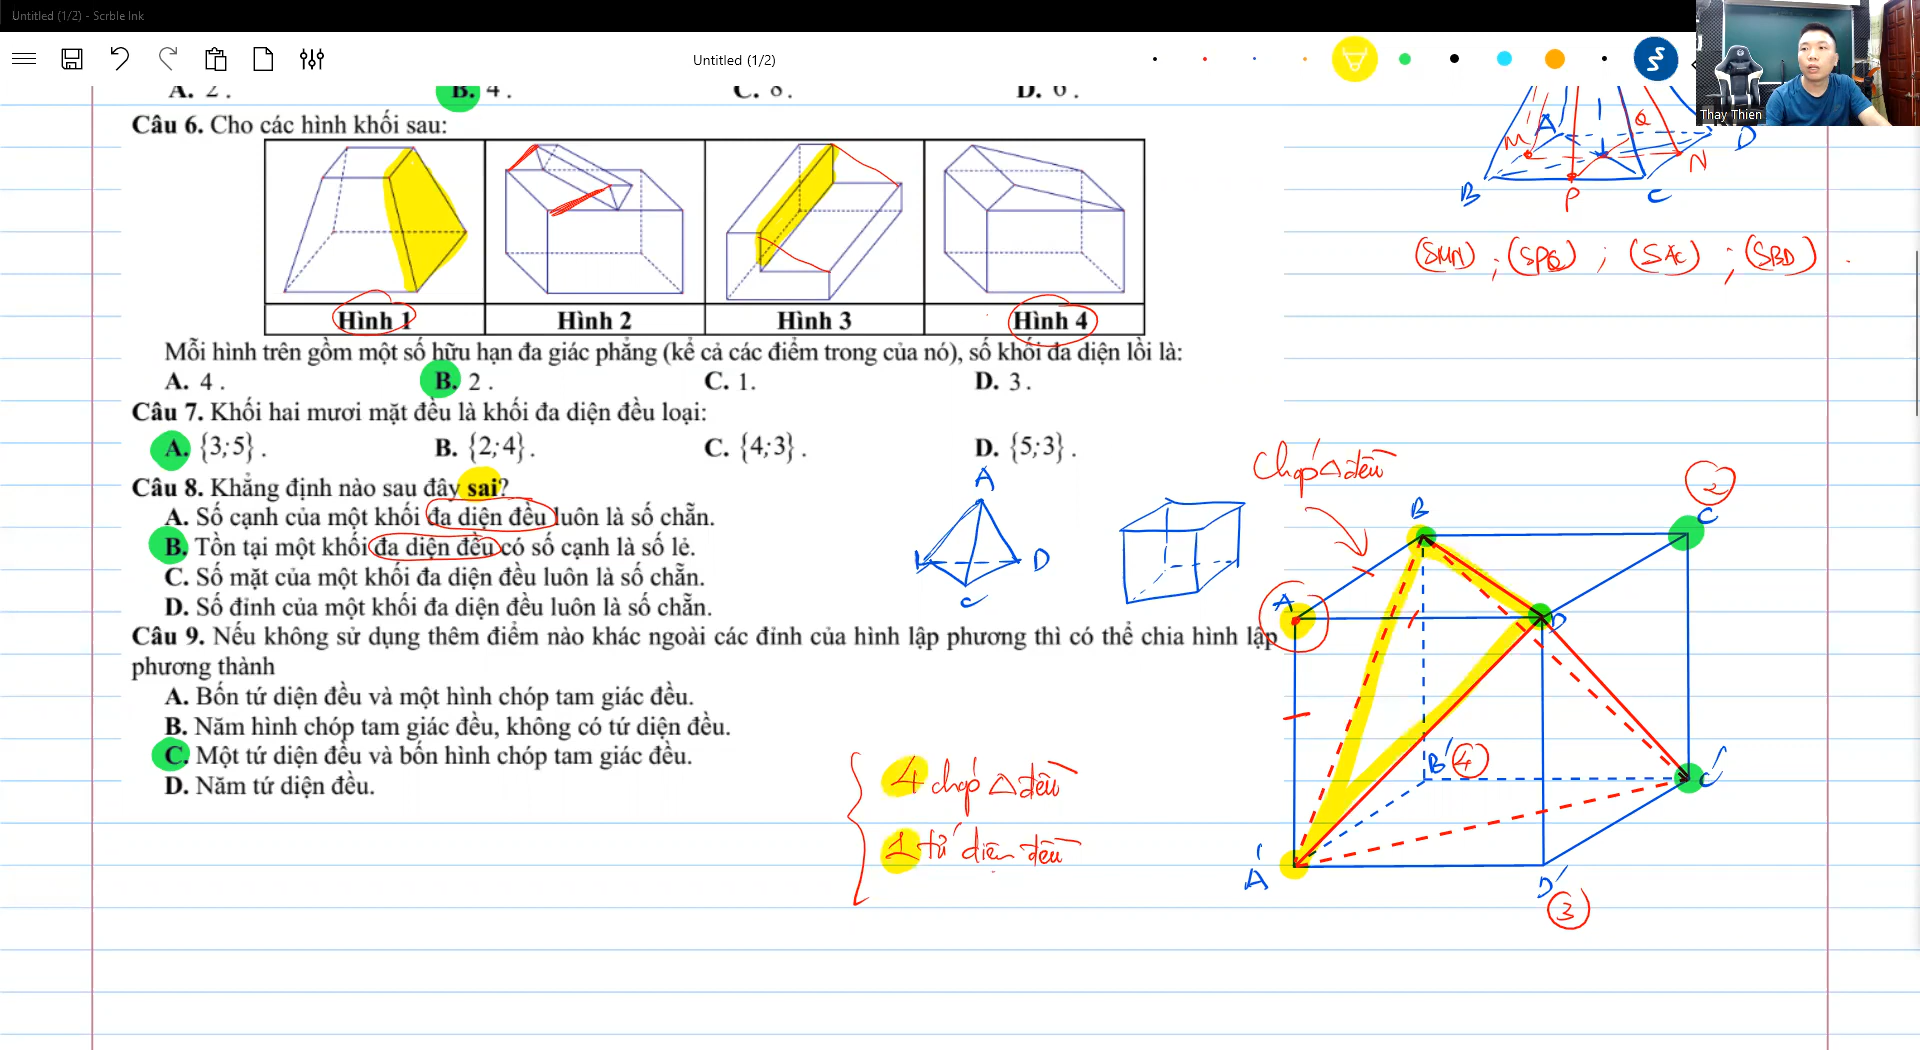 Untitled (1/2) - Scrble Ink
Untitled (1/2)
Thay Thien
A. 2 . B. 4 . C. 8 . D. 6 .
Câu 6. Cho các hình khối sau:
Hình 1 Hình 2 Hình 3 Hình 4
Mỗi hình trên gồm một số hữu hạn đa giác phẳng (kể cả các điểm trong của nó), số khối đa diện lồi là:
A. 4 . B. 2 . C. 1. D. 3 .
Câu 7. Khối hai mươi mặt đều là khối đa diện đều loại:
A. {3;5} . B. {2;4} . C. {4;3} . D. {5;3} .
Câu 8. Khẳng định nào sau đây sai?
A. Số cạnh của một khối đa diện đều luôn là số chẵn.
B. Tồn tại một khối đa diện đều có số cạnh là số lẻ.
C. Số mặt của một khối đa diện đều luôn là số chẵn.
D. Số đỉnh của một khối đa diện đều luôn là số chẵn.
Câu 9. Nếu không sử dụng thêm điểm nào khác ngoài các đỉnh của hình lập phương thì có thể chia hình lập
phương thành
A. Bốn tứ diện đều và một hình chóp tam giác đều.
B. Năm hình chóp tam giác đều, không có tứ diện đều.
C. Một tứ diện đều và bốn hình chóp tam giác đều.
D. Năm tứ diện đều.
4 chóp △ đều
1 tứ diện đều
A
D
C
A
Q
D
M
N
B
P
C
(SMN) ; (SPQ) ; (SAC) ; (SBD) .
chóp △ đều
2
B
C
A
D
B' 4
C'
A'
D'
3